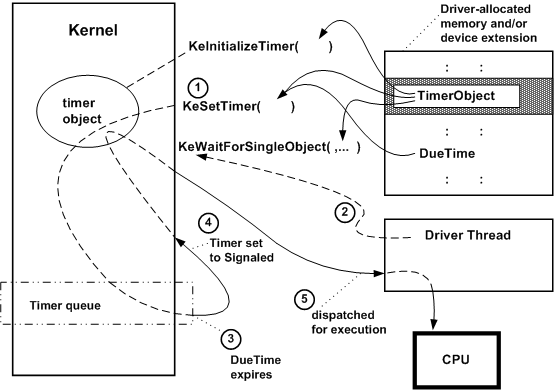 Kernel
Driver-allocated
memory and/or
device extension
KeInitializeTimer( )
: :
TimerObject
1
timer
object
KeSetTimer( )
: :
KeWaitForSingleObject( ,... )
DueTime
: :
2
4
Driver Thread
Timer set
to Signaled
5
dispatched
for execution
Timer queue
3
DueTime
expires
CPU